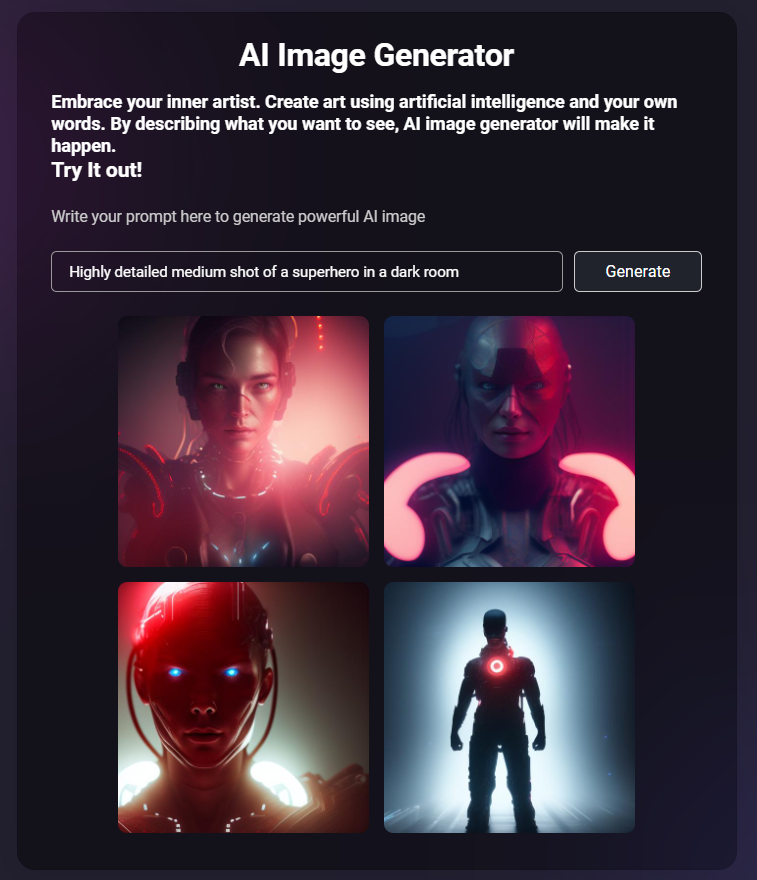 AI Image Generator
Embrace your inner artist. Create art using artificial intelligence and your own
words. By describing what you want to see, AI image generator will make it
happen.
Try It out!
Write your prompt here to generate powerful AI image
Highly detailed medium shot of a superhero in a dark room
Generate